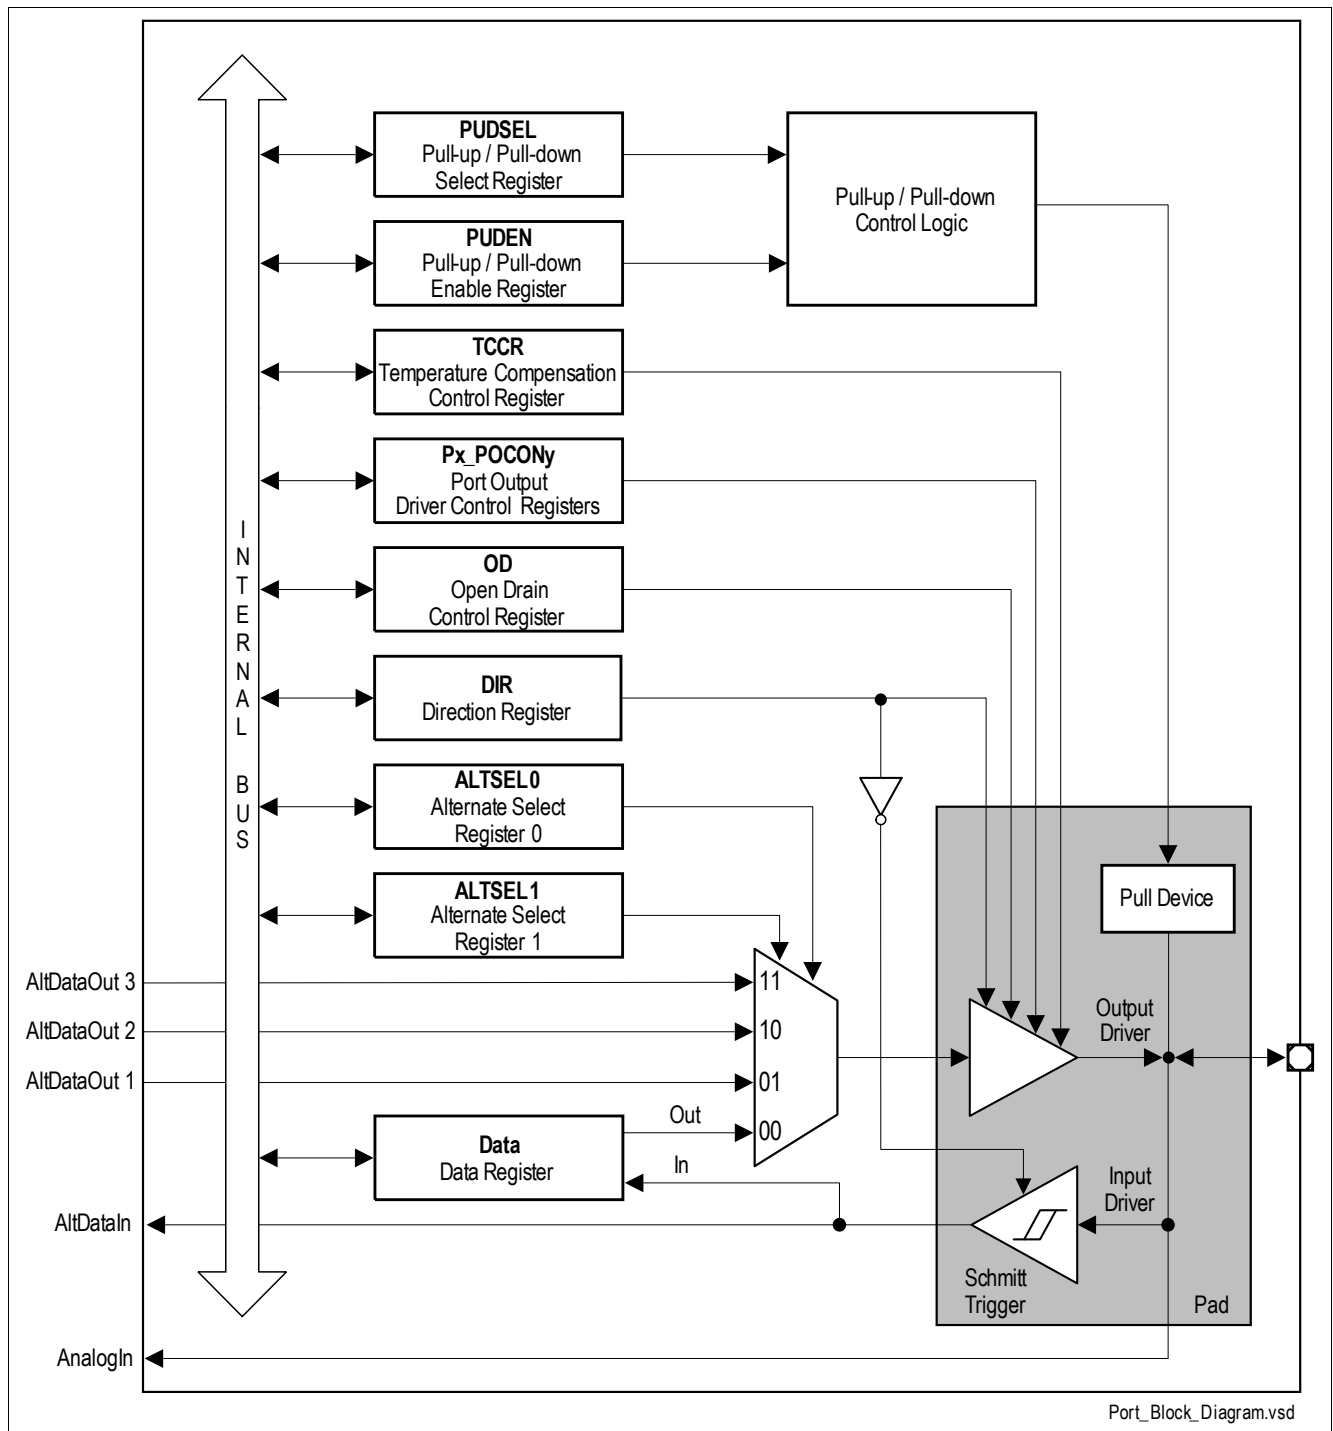 PUDSEL
Pull-up / Pull-down
Select Register
Pull-up / Pull-down
Control Logic
PUDEN
Pull-up / Pull-down
Enable Register
TCCR
Temperature Compensation
Control Register
Px_POCONy
Port Output
Driver Control Registers
INTERNAL BUS
OD
Open Drain
Control Register
DIR
Direction Register
ALTSEL0
Alternate Select
Register 0
ALTSEL1
Alternate Select
Register 1
Pull Device
AltDataOut 3
11
AltDataOut 2
10
AltDataOut 1
01
Output
Driver
Out
00
Data
Data Register
In
Input
Driver
AltDataIn
Schmitt
Trigger
Pad
AnalogIn
Port_Block_Diagram.vsd